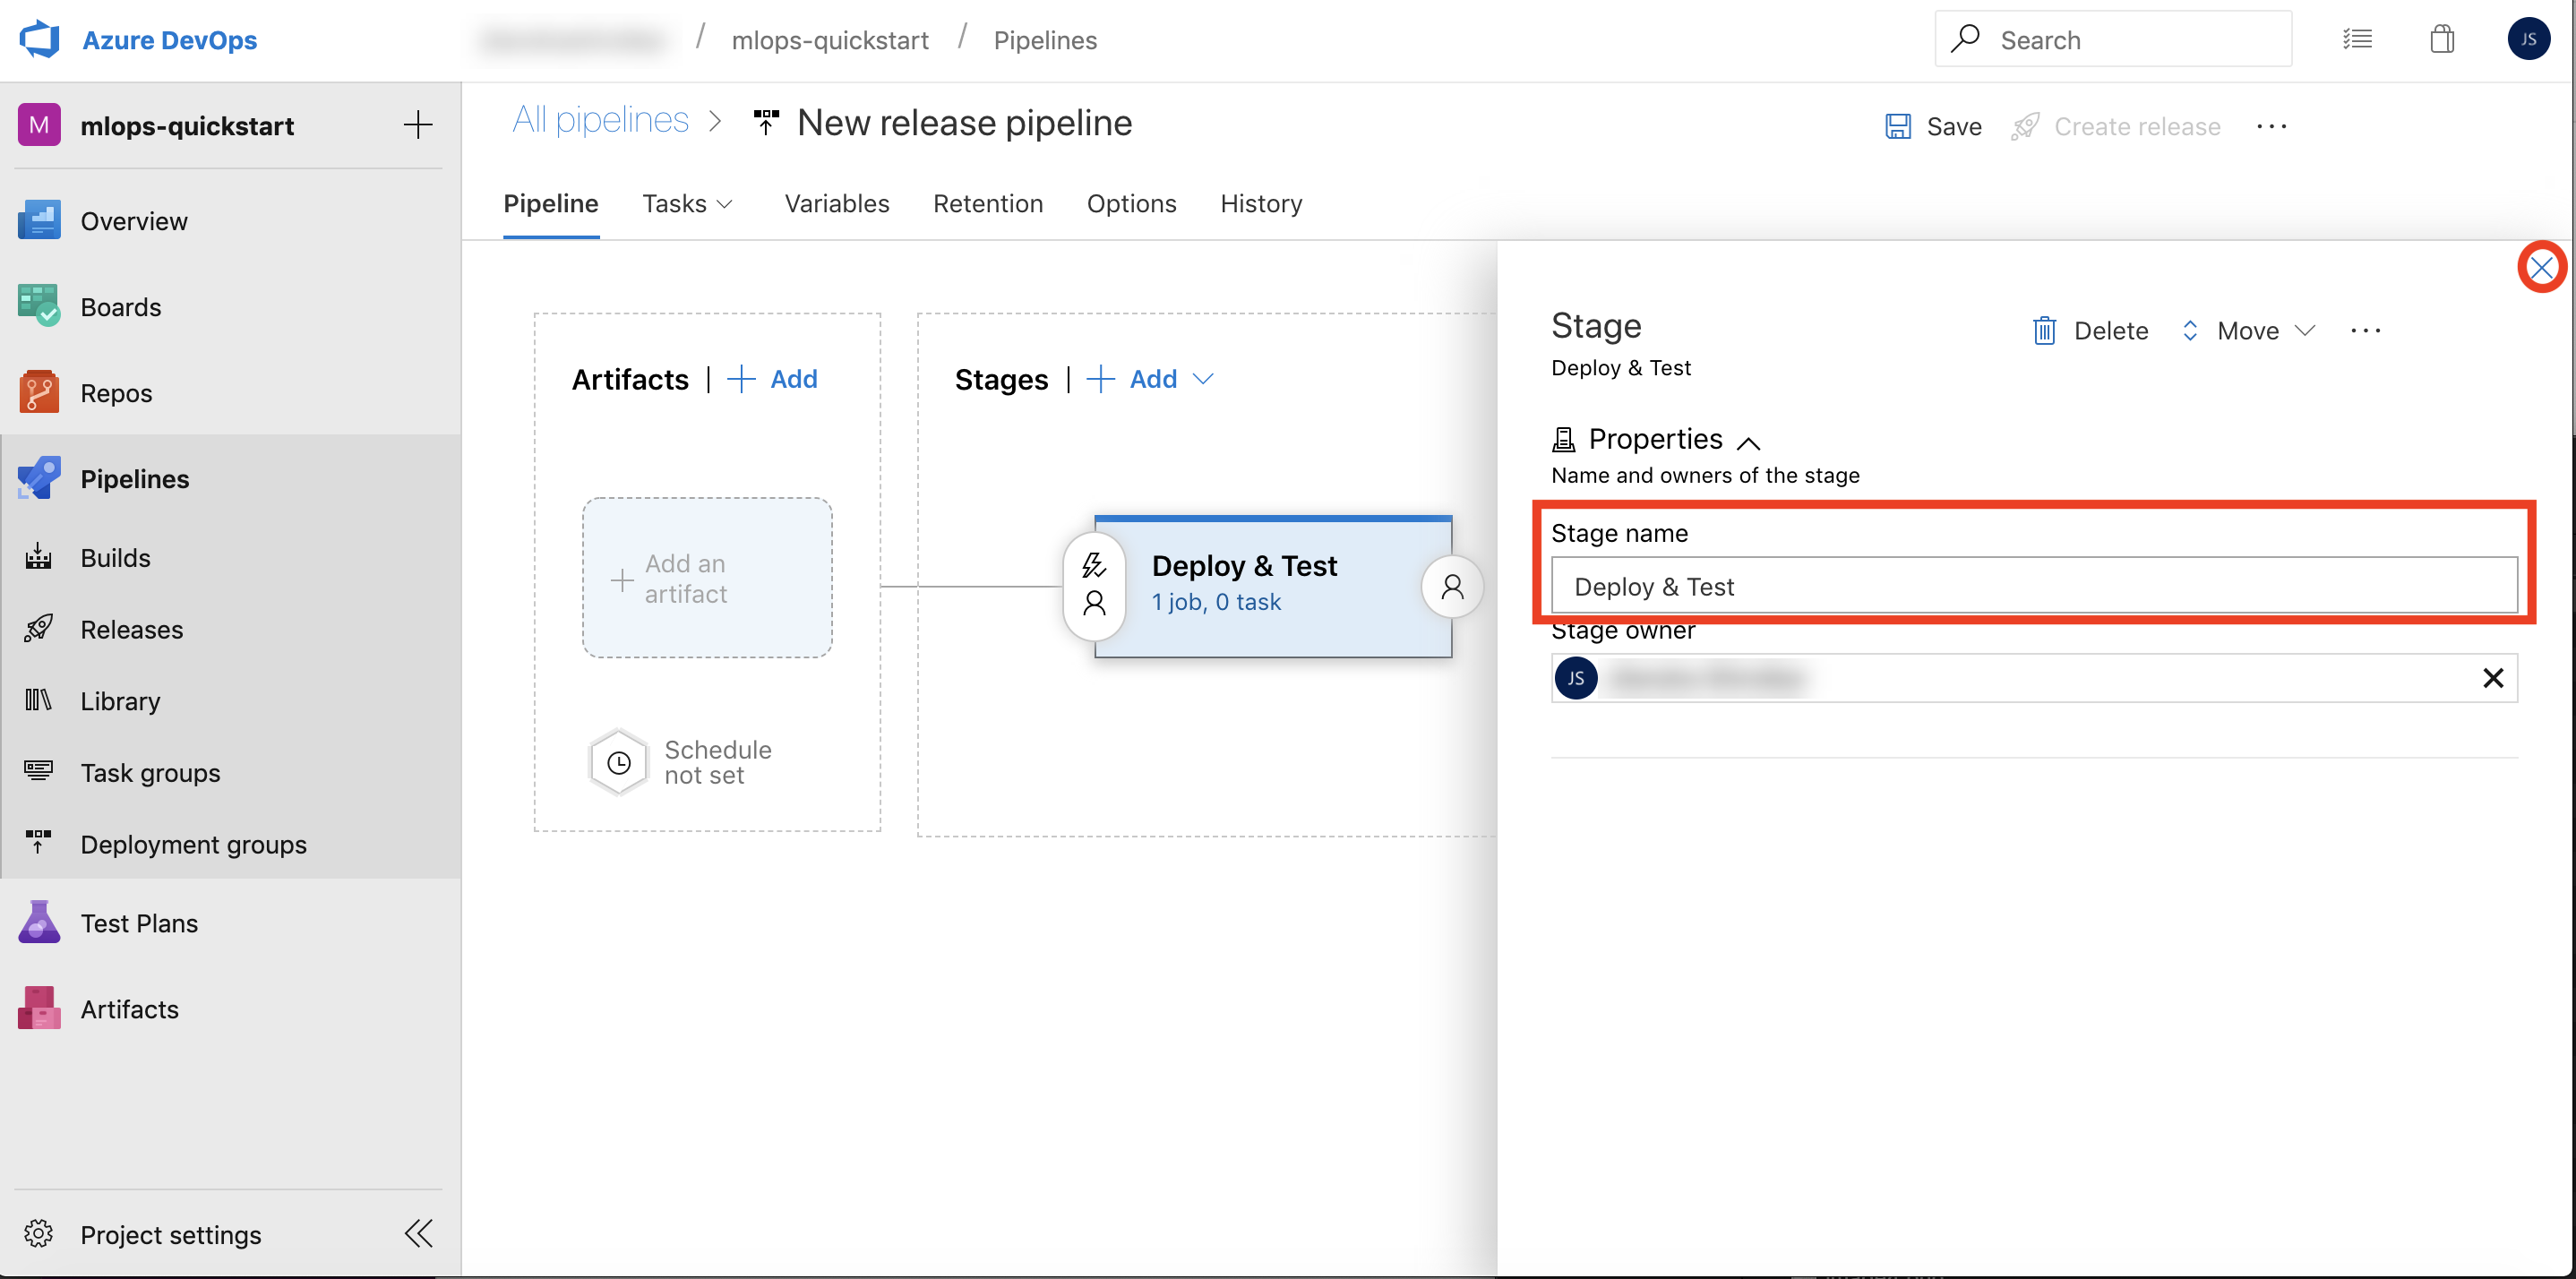 Azure DevOps
/ mlops-quickstart / Pipelines
Search
JS
M mlops-quickstart
Overview
Boards
Repos
Pipelines
Builds
Releases
Library
Task groups
Deployment groups
Test Plans
Artifacts
Project settings
All pipelines > New release pipeline
Save
Create release
...
Pipeline
Tasks
Variables
Retention
Options
History
Artifacts | + Add
Add an
artifact
Schedule
not set
Stages | + Add
Deploy & Test
1 job, 0 task
Stage
Delete
Move
...
Deploy & Test
Properties
Name and owners of the stage
Stage name
Deploy & Test
Stage owner
JS